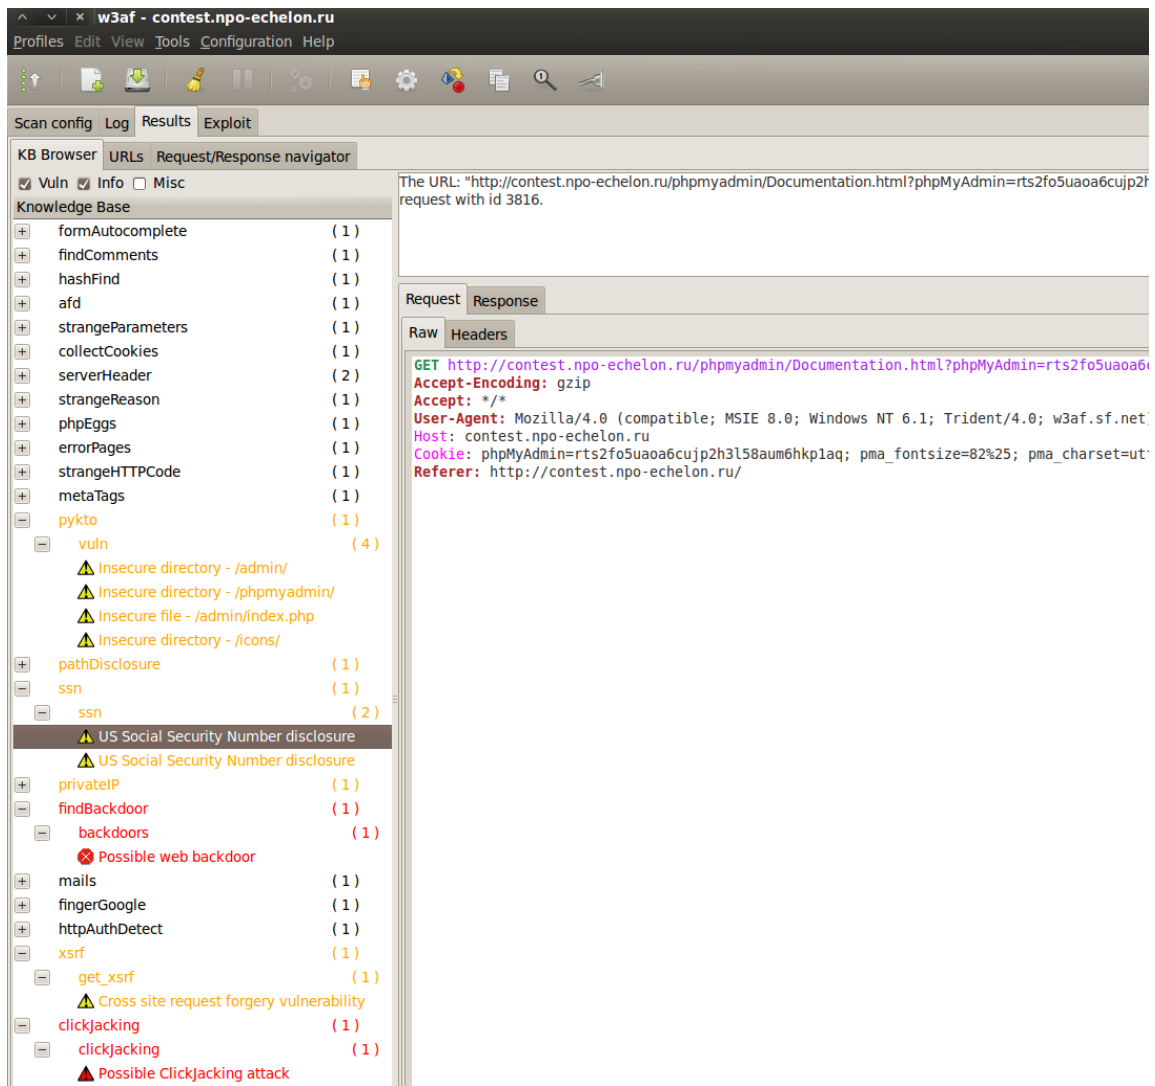 w3af - contest.npo-echelon.ru
Profiles Edit View Tools Configuration Help
Scan config Log Results Exploit
KB Browser URLs Request/Response navigator
Vuln Info Misc
Knowledge Base
formAutocomplete ( 1 )
findComments ( 1 )
hashFind ( 1 )
afd ( 1 )
strangeParameters ( 1 )
collectCookies ( 1 )
serverHeader ( 2 )
strangeReason ( 1 )
phpEggs ( 1 )
errorPages ( 1 )
strangeHTTPCode ( 1 )
metaTags ( 1 )
pykto ( 1 )
vuln ( 4 )
Insecure directory - /admin/
Insecure directory - /phpmyadmin/
Insecure file - /admin/index.php
Insecure directory - /icons/
pathDisclosure ( 1 )
ssn ( 1 )
ssn ( 2 )
US Social Security Number disclosure
US Social Security Number disclosure
privateIP ( 1 )
findBackdoor ( 1 )
backdoors ( 1 )
Possible web backdoor
mails ( 1 )
fingerGoogle ( 1 )
httpAuthDetect ( 1 )
xsrf ( 1 )
get_xsrf ( 1 )
Cross site request forgery vulnerability
clickJacking ( 1 )
clickJacking ( 1 )
Possible ClickJacking attack
The URL: "http://contest.npo-echelon.ru/phpmyadmin/Documentation.html?phpMyAdmin=rts2fo5uaoa6cujp2h
request with id 3816.
Request Response
Raw Headers
GET http://contest.npo-echelon.ru/phpmyadmin/Documentation.html?phpMyAdmin=rts2fo5uaoa6c
Accept-Encoding: gzip
Accept: */*
User-Agent: Mozilla/4.0 (compatible; MSIE 8.0; Windows NT 6.1; Trident/4.0; w3af.sf.net)
Host: contest.npo-echelon.ru
Cookie: phpMyAdmin=rts2fo5uaoa6cujp2h3l58aum6hkp1aq; pma_fontsize=82%25; pma_charset=utf
Referer: http://contest.npo-echelon.ru/